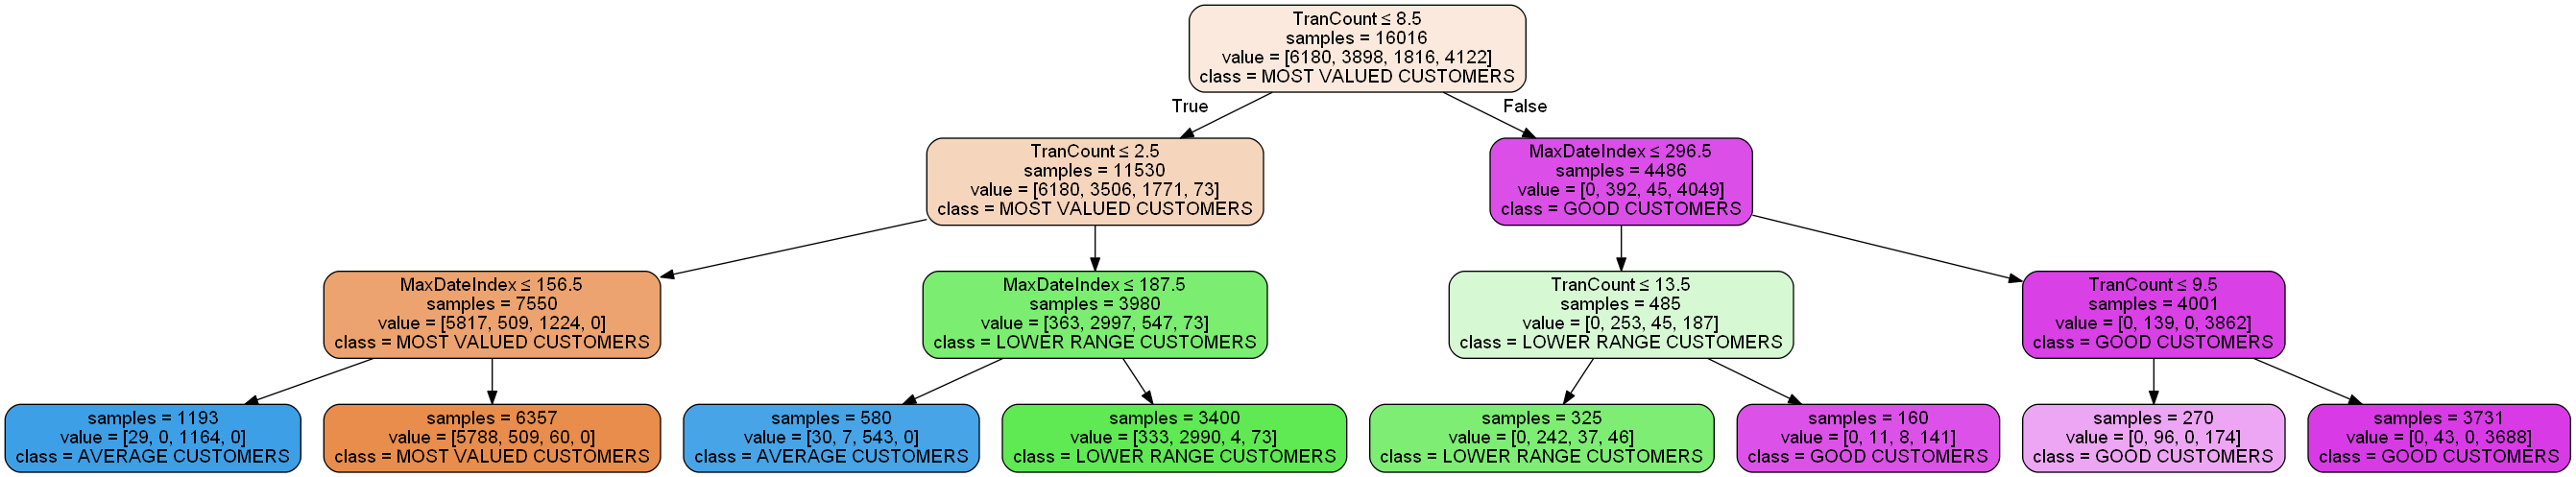 TranCount ≤ 8.5
samples = 16016
value = [6180, 3898, 1816, 4122]
class = MOST VALUED CUSTOMERS
True
False
TranCount ≤ 2.5
samples = 11530
value = [6180, 3506, 1771, 73]
class = MOST VALUED CUSTOMERS
MaxDateIndex ≤ 296.5
samples = 4486
value = [0, 392, 45, 4049]
class = GOOD CUSTOMERS
MaxDateIndex ≤ 156.5
samples = 7550
value = [5817, 509, 1224, 0]
class = MOST VALUED CUSTOMERS
MaxDateIndex ≤ 187.5
samples = 3980
value = [363, 2997, 547, 73]
class = LOWER RANGE CUSTOMERS
TranCount ≤ 13.5
samples = 485
value = [0, 253, 45, 187]
class = LOWER RANGE CUSTOMERS
TranCount ≤ 9.5
samples = 4001
value = [0, 139, 0, 3862]
class = GOOD CUSTOMERS
samples = 1193
value = [29, 0, 1164, 0]
class = AVERAGE CUSTOMERS
samples = 6357
value = [5788, 509, 60, 0]
class = MOST VALUED CUSTOMERS
samples = 580
value = [30, 7, 543, 0]
class = AVERAGE CUSTOMERS
samples = 3400
value = [333, 2990, 4, 73]
class = LOWER RANGE CUSTOMERS
samples = 325
value = [0, 242, 37, 46]
class = LOWER RANGE CUSTOMERS
samples = 160
value = [0, 11, 8, 141]
class = GOOD CUSTOMERS
samples = 270
value = [0, 96, 0, 174]
class = GOOD CUSTOMERS
samples = 3731
value = [0, 43, 0, 3688]
class = GOOD CUSTOMERS